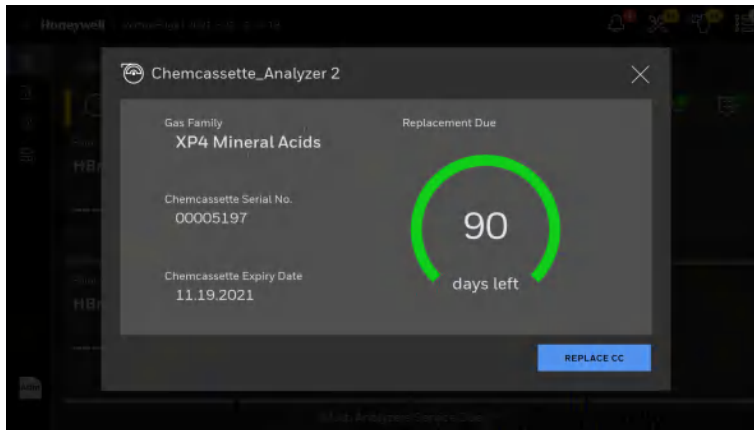 Honeywell
Chemcassette_Analyzer 2
Gas Family
XP4 Mineral Acids
Replacement Due
Chemcassette Serial No.
00005197
90
days left
Chemcassette Expiry Date
11.19.2021
REPLACE CC